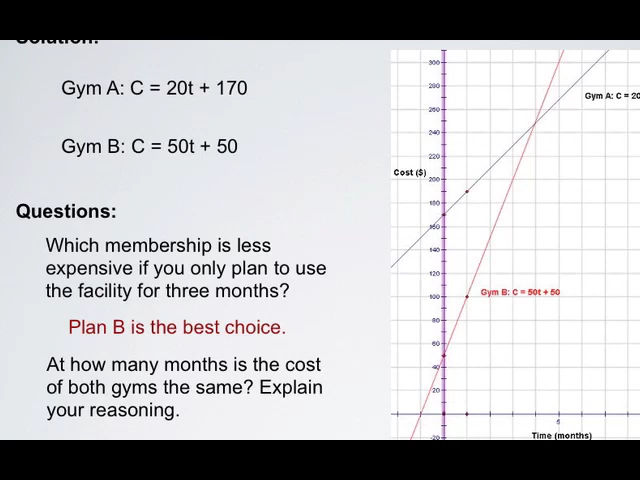 Solution:
Gym A: C = 20t + 170
Gym B: C = 50t + 50
Questions:
Which membership is less
expensive if you only plan to use
the facility for three months?
Plan B is the best choice.
At how many months is the cost
of both gyms the same? Explain
your reasoning.
300
280
260
Gym A: C = 20
240
220
Cost ($)
200
180
160
140
120
100
Gym B: C = 50t + 50
80
60
40
20
5
-20
Time (months)